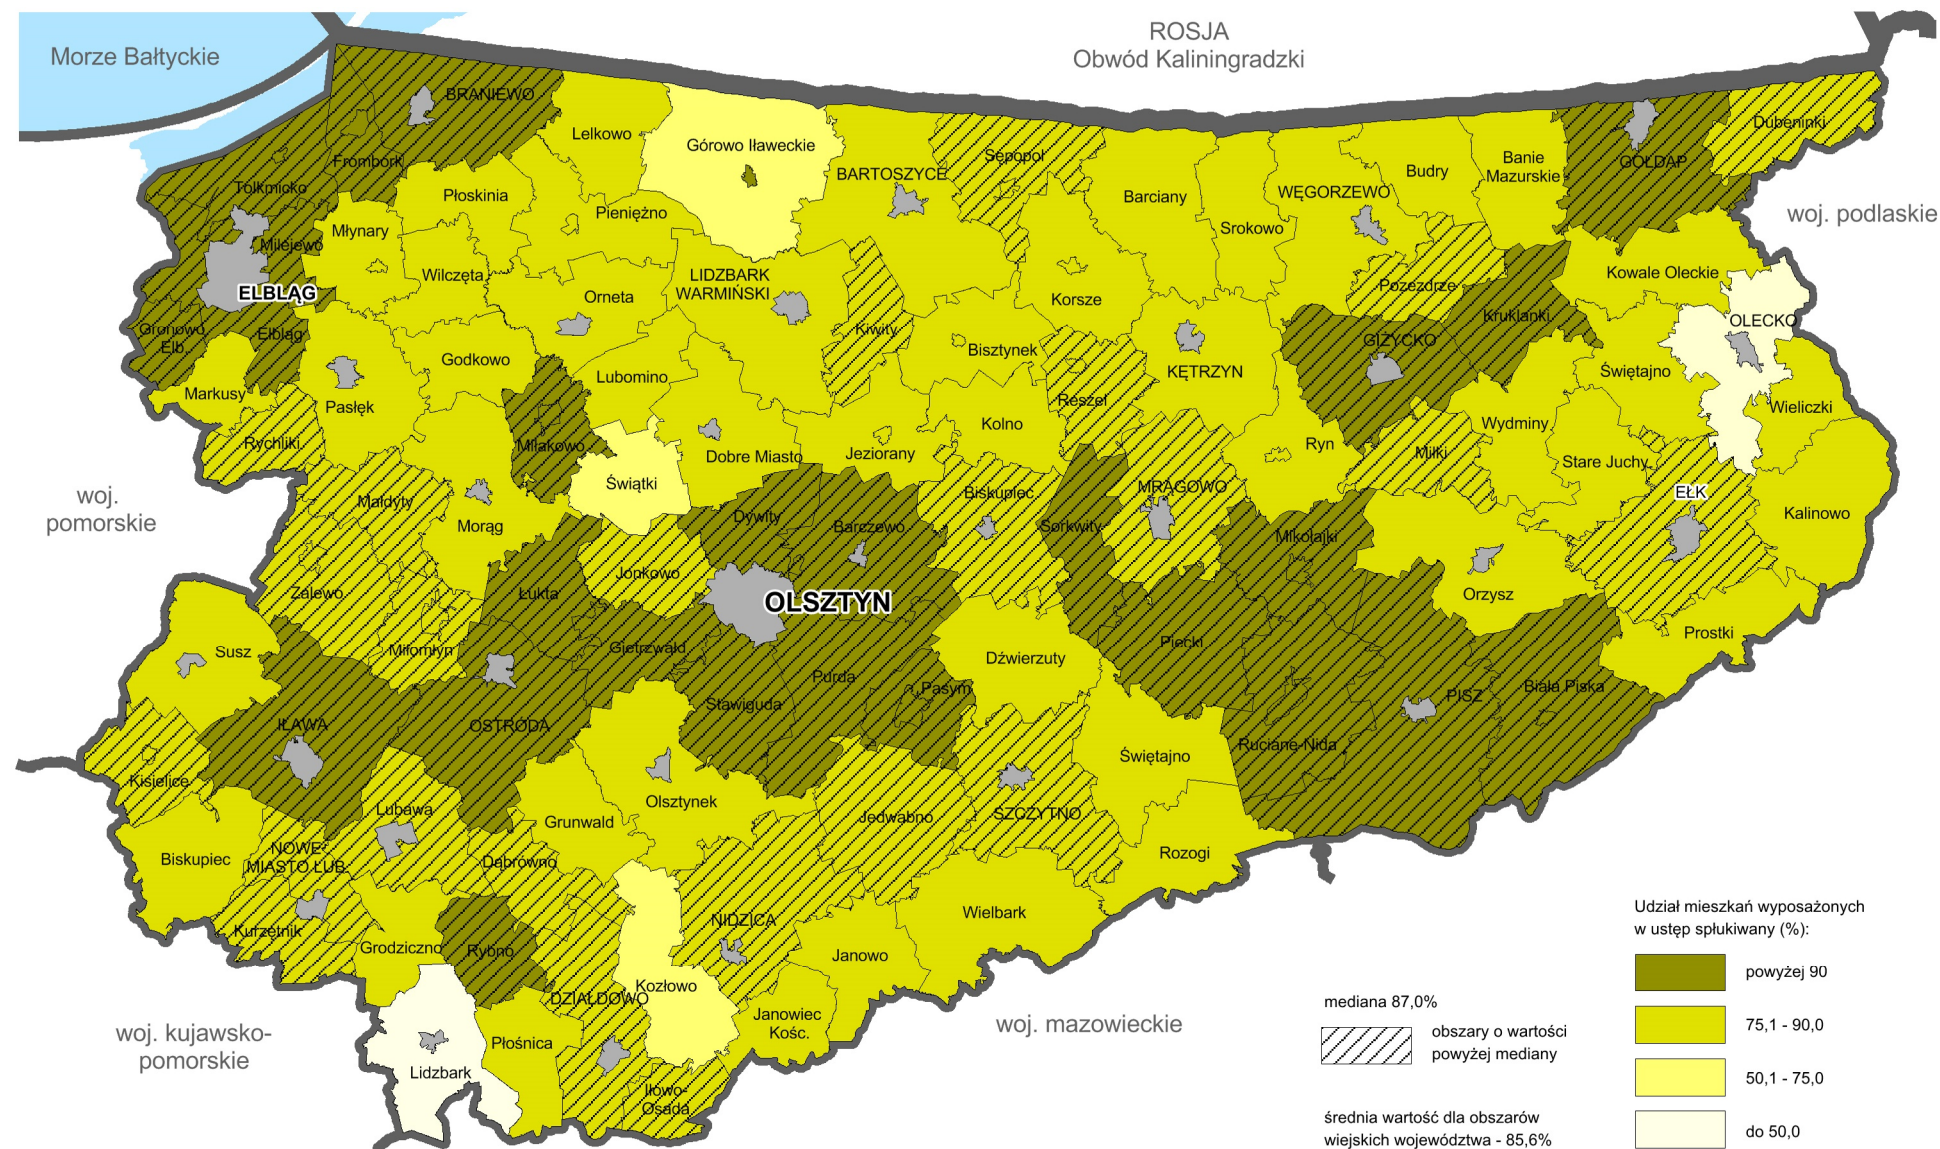 Morze Bałtyckie
ROSJA
Obwód Kaliningradzki
BRANIEWO
Lelkowo
Górowo Iławeckie
Frombork
Tolkmicko
Płoskinia
Pieniężno
BARTOSZYCE
Sępopol
Barciany
Srokowo
WĘGORZEWO
Budry
Banie
Mazurskie
GOŁDAP
Dubeninki
woj. podlaskie
Milejewo
Młynary
Wilczęta
Orneta
LIDZBARK
WARMIŃSKI
Korsze
Pozezdrze
Kowale Oleckie
ELBLĄG
Gronowo
Elb.
Elbląg
Godkowo
Lubomino
Kiwity
Bisztynek
KĘTRZYN
GIŻYCKO
Kruklanki
OLECKO
Świętajno
Markusy
Pasłęk
Rychliki
Miłakowo
Świątki
Dobre Miasto
Jeziorany
Kolno
Reszel
Ryn
Miłki
Wydminy
Stare Juchy
Wieliczki
woj.
pomorskie
Małdyty
Morąg
Dywity
Barczewo
Biskupiec
Sorkwity
MRĄGOWO
Mikołajki
EŁK
Kalinowo
Zalewo
Łukta
Jonkowo
OLSZTYN
Orzysz
Prostki
Susz
Miłomłyn
Gietrzwałd
Purda
Pasym
Dźwierzuty
Piecki
PISZ
Biała Piska
IŁAWA
OSTRÓDA
Stawiguda
Świętajno
Ruciane-Nida
Kisielice
Lubawa
Grunwald
Olsztynek
Jedwabno
SZCZYTNO
Rozogi
Biskupiec
NOWE
MIASTO LUB.
Dąbrówno
NIDZICA
Wielbark
Kurzętnik
Grodziczno
Rybno
Kozłowo
Janowo
DZIAŁDOWO
Janowiec
Kośc.
Płośnica
Lidzbark
Iłowo-
Osada
woj. kujawsko-
pomorskie
woj. mazowieckie
mediana 87,0%
obszary o wartości
powyżej mediany
średnia wartość dla obszarów
wiejskich województwa - 85,6%
Udział mieszkań wyposażonych
w ustęp spłukiwany (%):
powyżej 90
75,1 - 90,0
50,1 - 75,0
do 50,0